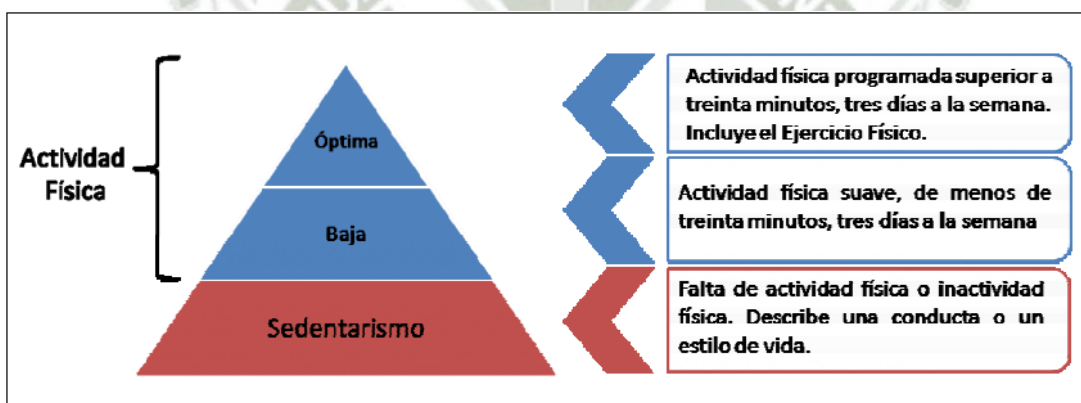 Actividad
Física
Óptima
Baja
Sedentarismo
Actividad física programada superior a
treinta minutos, tres días a la semana.
Incluye el Ejercicio Físico.
Actividad física suave, de menos de
treinta minutos, tres días a la semana
Falta de actividad física o inactividad
física. Describe una conducta o un
estilo de vida.